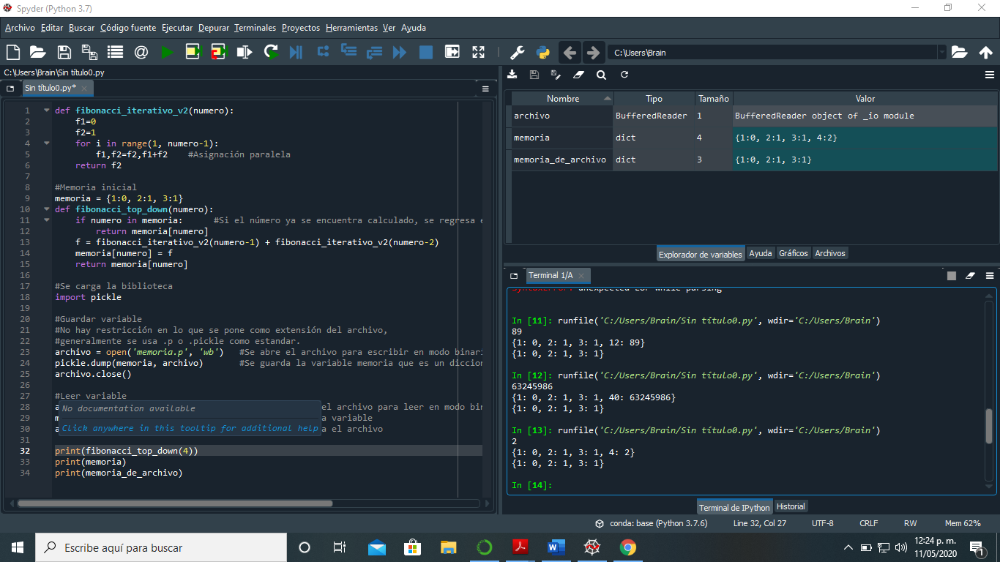 Spyder (Python 3.7)
Archivo Editar Buscar Código fuente Ejecutar Depurar Terminales Proyectos Herramientas Ver Ayuda
C:\Users\Brain
C:\Users\Brain\Sin título0.py
Sin título0.py*
1 def fibonacci_iterativo_v2(numero):
2 f1=0
3 f2=1
4 for i in range(1, numero-1):
5 f1,f2=f2,f1+f2 #Asignación paralela
6 return f2
7
8 #Memoria inicial
9 memoria = {1:0, 2:1, 3:1}
10 def fibonacci_top_down(numero):
11 if numero in memoria: #Si el número ya se encuentra calculado, se regresa e
12 return memoria[numero]
13 f = fibonacci_iterativo_v2(numero-1) + fibonacci_iterativo_v2(numero-2)
14 memoria[numero] = f
15 return memoria[numero]
16
17 #Se carga la biblioteca
18 import pickle
19
20 #Guardar variable
21 #No hay restricción en lo que se pone como extensión del archivo,
22 #generalmente se usa .p o .pickle como estandar.
23 archivo = open('memoria.p', 'wb') #Se abre el archivo para escribir en modo binari
24 pickle.dump(memoria, archivo) #Se guarda la variable memoria que es un diccion
25 archivo.close()
26
27 #Leer variable
28 a el archivo para leer en modo bin
No documentation available
29 m a variable
Click anywhere in this tooltip for additional help
30 a a el archivo
31
32 print(fibonacci_top_down(4))
33 print(memoria)
34 print(memoria_de_archivo)
Nombre Tipo Tamaño Valor
archivo BufferedReader 1 BufferedReader object of _io module
memoria dict 4 {1:0, 2:1, 3:1, 4:2}
memoria_de_archivo dict 3 {1:0, 2:1, 3:1}
Explorador de variables Ayuda Gráficos Archivos
Terminal 1/A
SyntaxError: unexpected EOF while parsing
In [11]: runfile('C:/Users/Brain/Sin título0.py', wdir='C:/Users/Brain')
89
{1: 0, 2: 1, 3: 1, 12: 89}
{1: 0, 2: 1, 3: 1}
In [12]: runfile('C:/Users/Brain/Sin título0.py', wdir='C:/Users/Brain')
63245986
{1: 0, 2: 1, 3: 1, 40: 63245986}
{1: 0, 2: 1, 3: 1}
In [13]: runfile('C:/Users/Brain/Sin título0.py', wdir='C:/Users/Brain')
2
{1: 0, 2: 1, 3: 1, 4: 2}
{1: 0, 2: 1, 3: 1}
In [14]:
Terminal de IPython Historial
conda: base (Python 3.7.6) Line 32, Col 27 UTF-8 CRLF RW Mem 62%
Escribe aquí para buscar
12:24 p. m.
11/05/2020
1